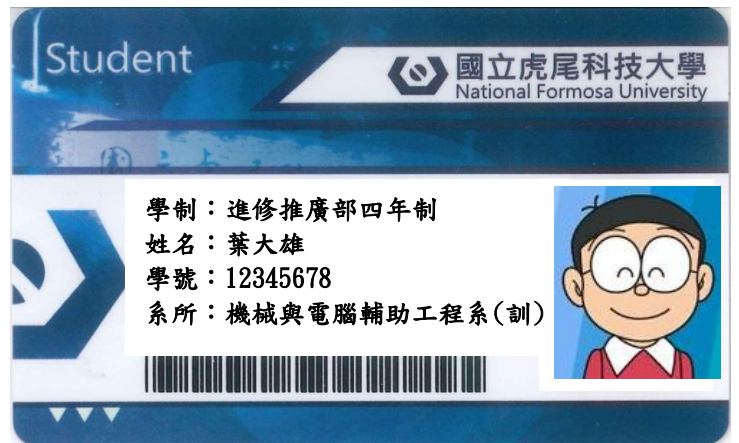 Student
國立虎尾科技大學
National Formosa University
學制：進修推廣部四年制
姓名：葉大雄
學號：12345678
系所：機械與電腦輔助工程系(訓)